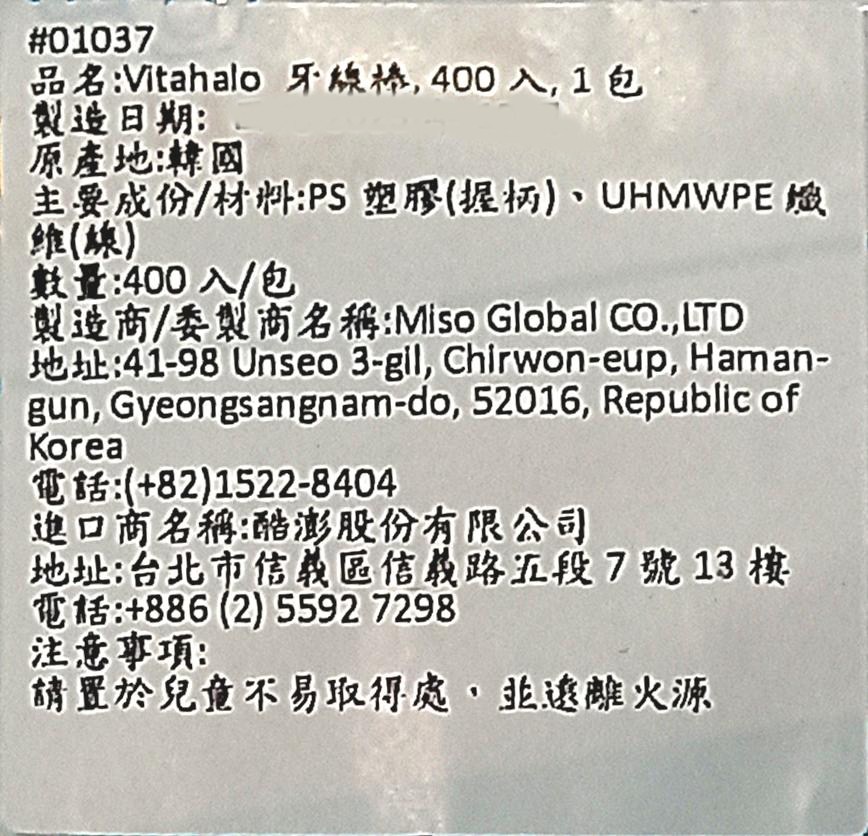 #01037
品名:Vitahalo 牙線棒, 400 入, 1 包
製造日期:
原產地:韓國
主要成份/材料:PS 塑膠(握柄)、UHMWPE 纖
維(線)
數量:400 入/包
製造商/委製商名稱:Miso Global CO.,LTD
地址:41-98 Unseo 3-gil, Chirwon-eup, Haman-
gun, Gyeongsangnam-do, 52016, Republic of
Korea
電話:(+82)1522-8404
進口商名稱:酷澎股份有限公司
地址:台北市信義區信義路五段 7 號 13 樓
電話:+886 (2) 5592 7298
注意事項:
請置於兒童不易取得處，並遠離火源